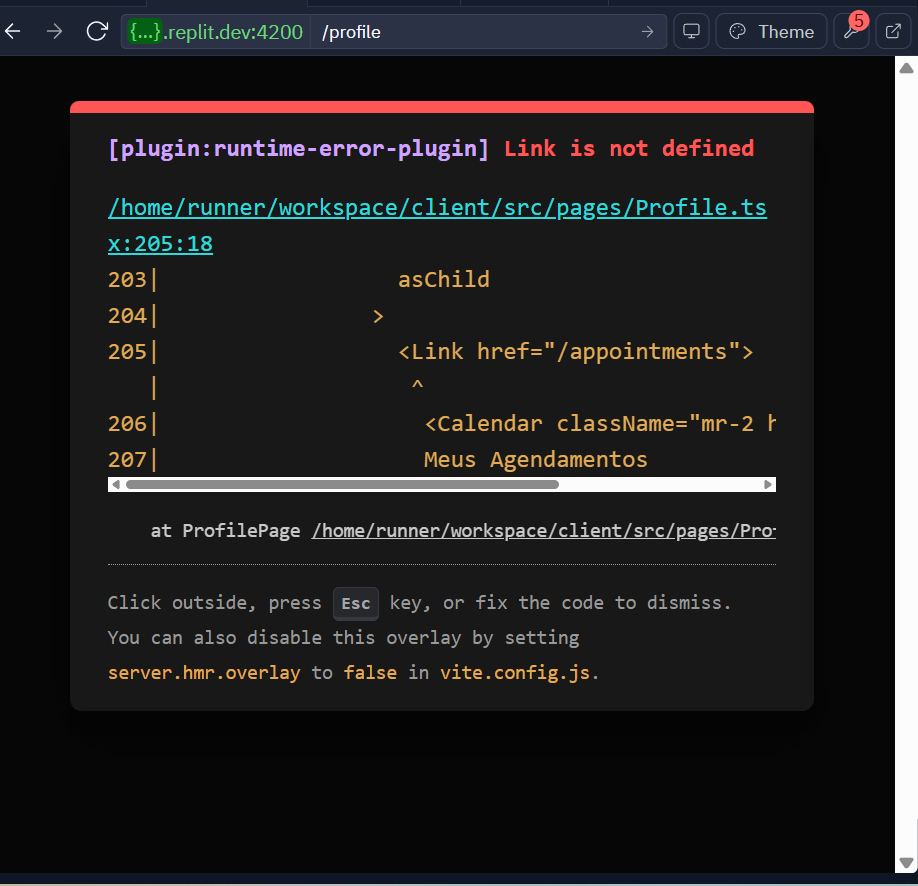 {...}.replit.dev:4200 /profile
Theme
5
[plugin:runtime-error-plugin] Link is not defined
/home/runner/workspace/client/src/pages/Profile.ts
x:205:18
203| asChild
204| >
205| <Link href="/appointments">
| ^
206| <Calendar className="mr-2 h
207| Meus Agendamentos
at ProfilePage /home/runner/workspace/client/src/pages/Prof
Click outside, press Esc key, or fix the code to dismiss.
You can also disable this overlay by setting
server.hmr.overlay to false in vite.config.js.